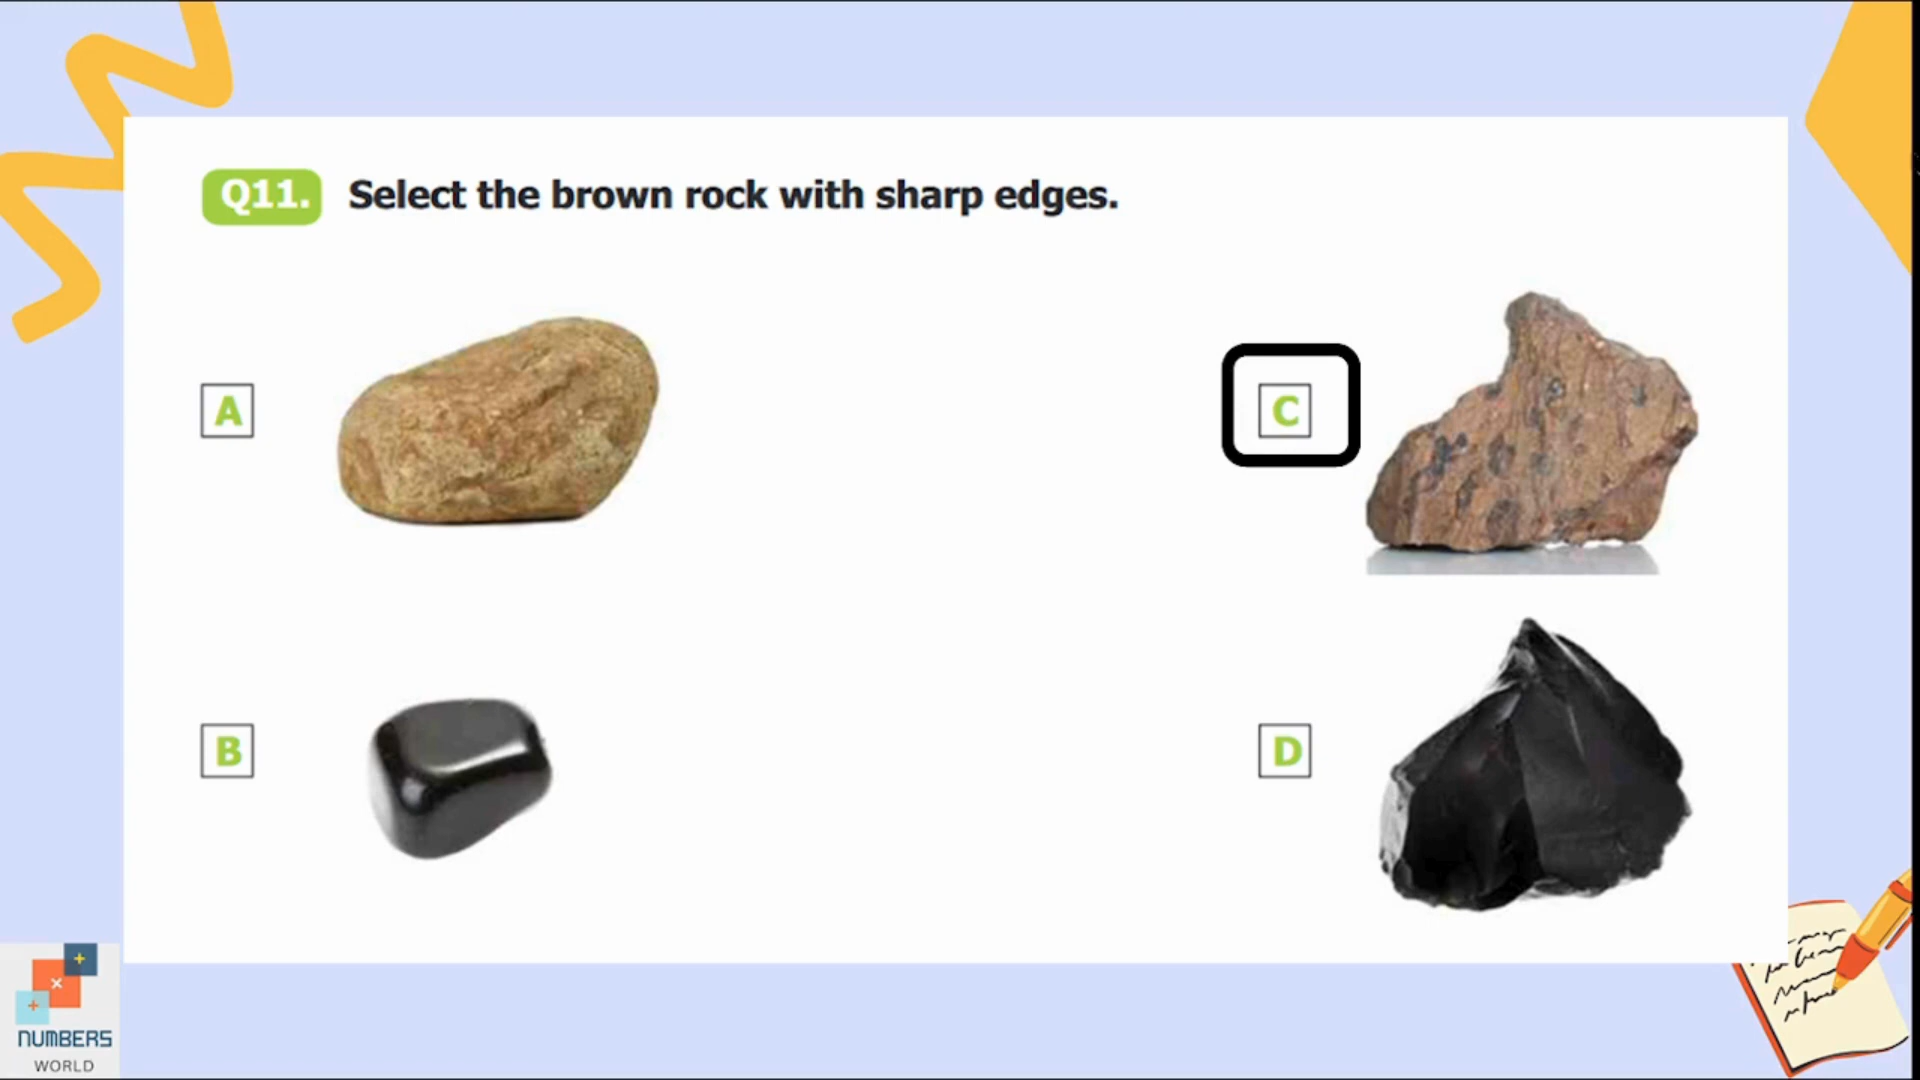 Q11. Select the brown rock with sharp edges.
A
C
B
D
+
×
+
NUMBERS
WORLD